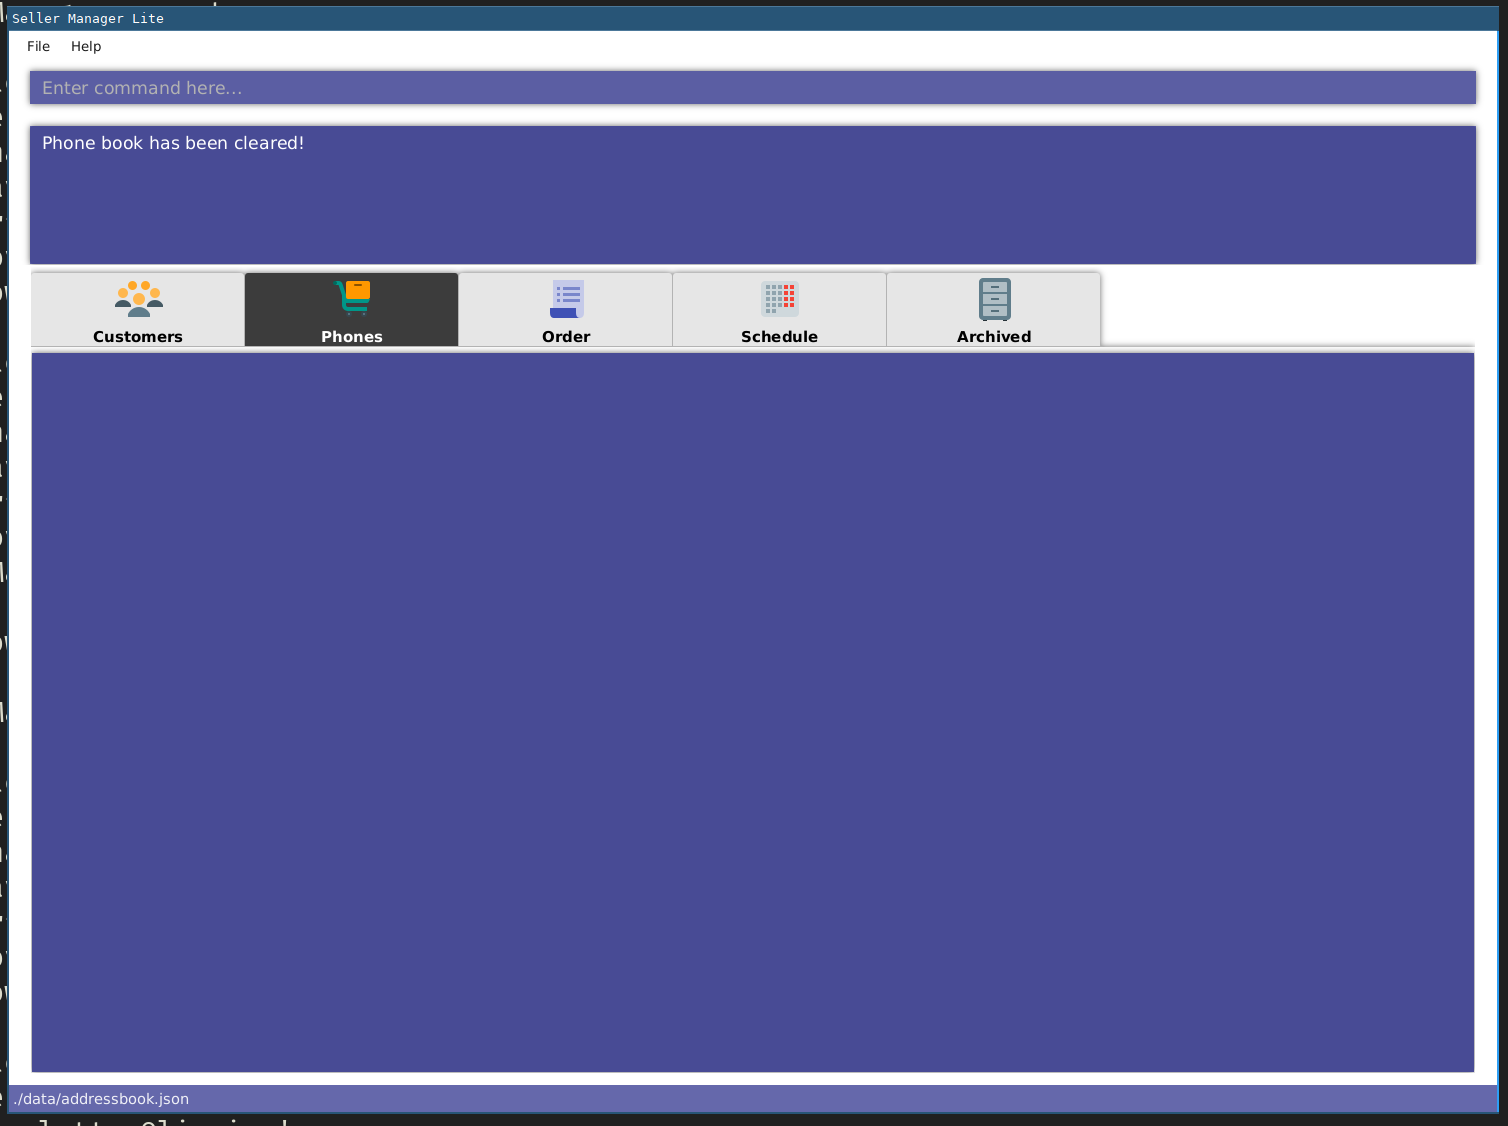 Seller Manager Lite
File Help
Enter command here...
Phone book has been cleared!
Customers Phones Order Schedule Archived
./data/addressbook.json